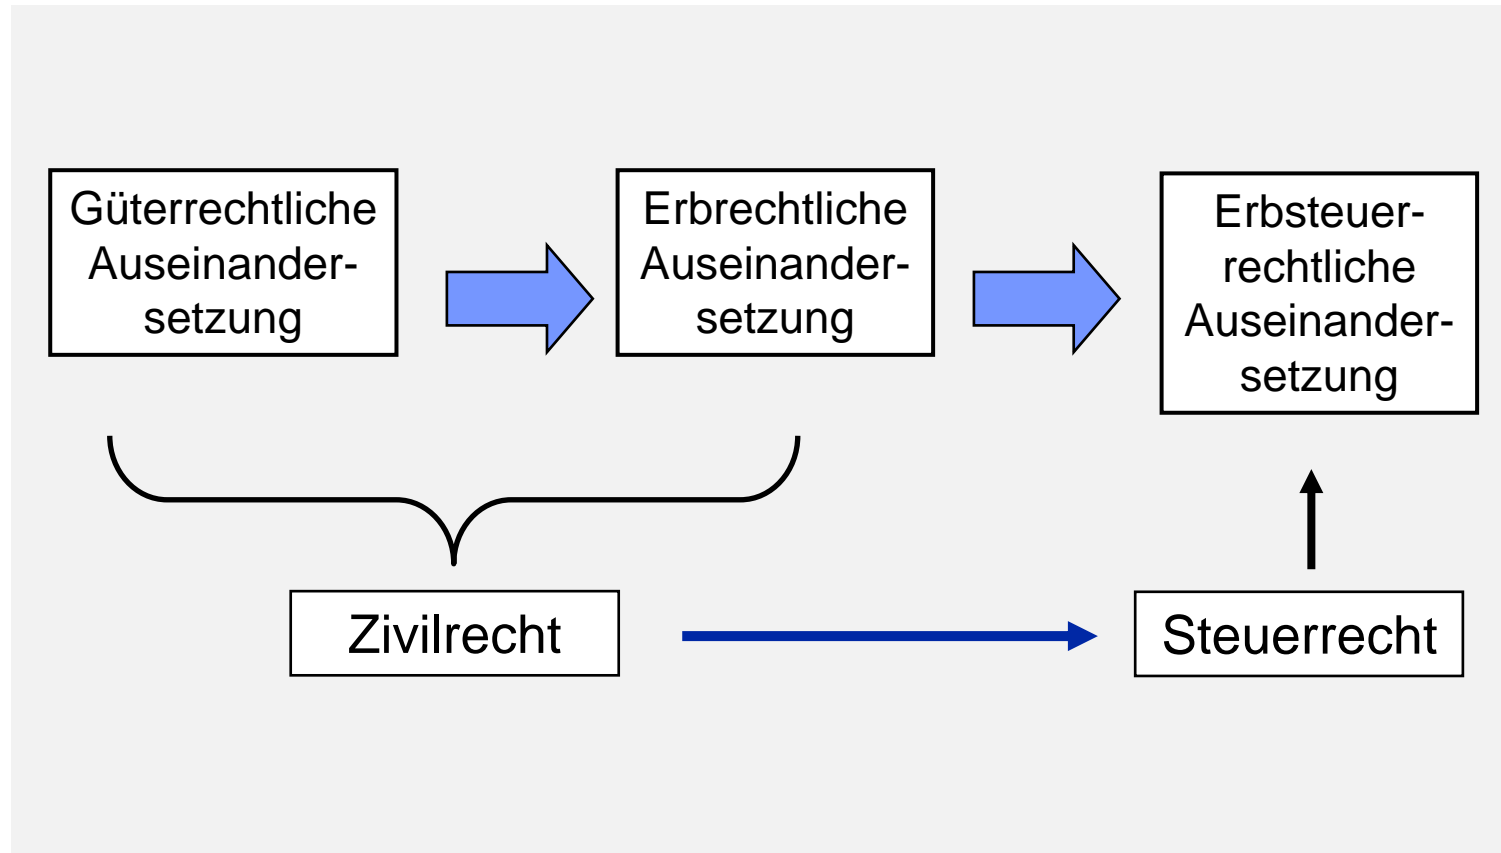 Güterrechtliche
Auseinander-
setzung
Erbrechtliche
Auseinander-
setzung
Erbsteuer-
rechtliche
Auseinander-
setzung
Zivilrecht
Steuerrecht